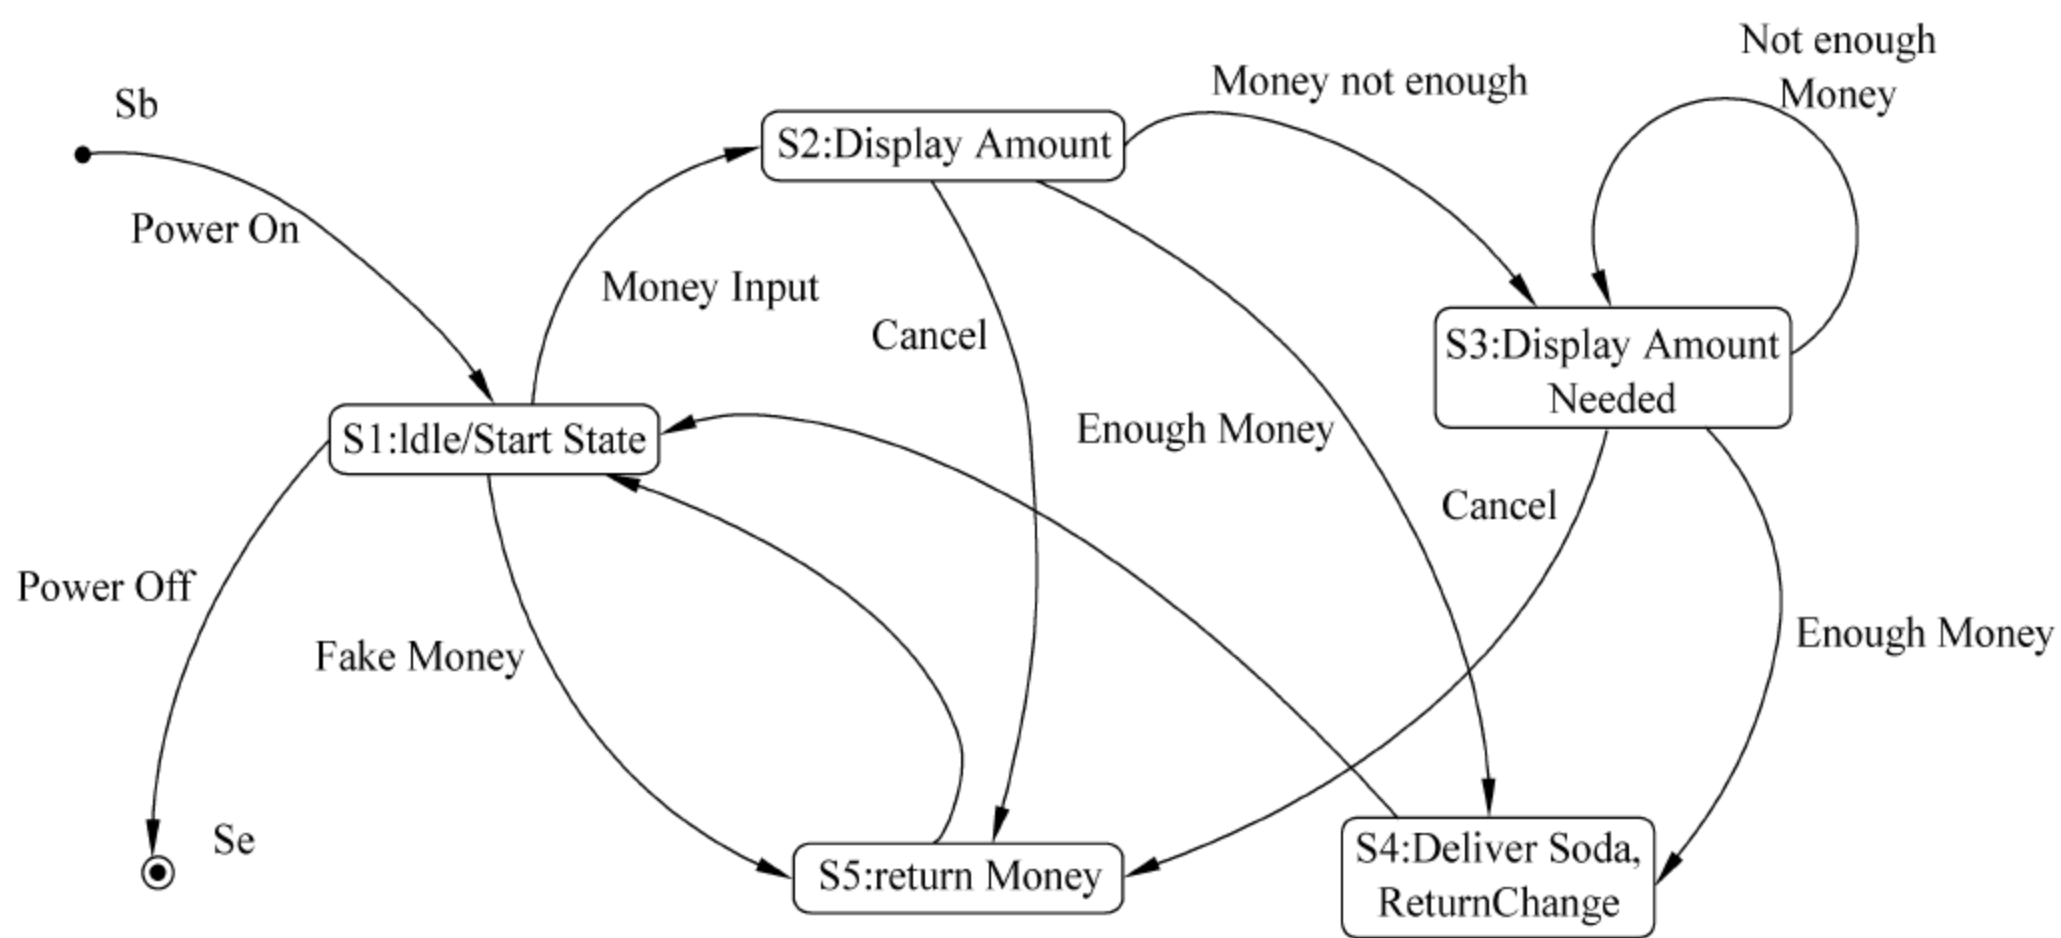 Not enough
Money
Money not enough
Sb
S2:Display Amount
Power On
Money Input
Cancel
S3:Display Amount
Needed
Enough Money
S1:ldle/Start State
Cancel
Power Off
Enough Money
Fake Money
Se
S5:return Money
S4:Deliver Soda,
ReturnChange